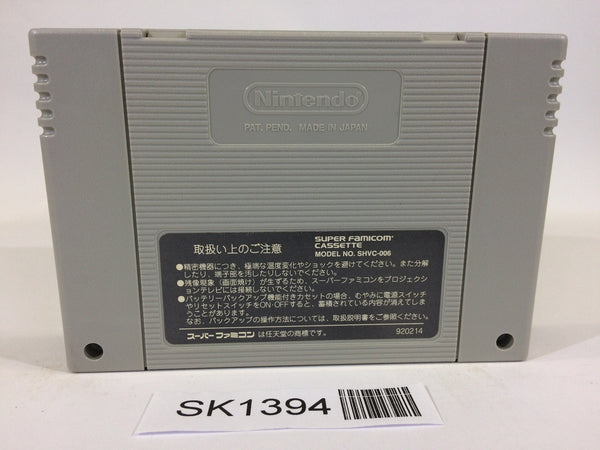 Nintendo
PAT. PEND. MADE IN JAPAN
取扱い上のご注意
SUPER FAMICOM
CASSETTE
MODEL NO. SHVC-006
●精密機器につき、極端な温度変化やショックを避けてください。また分解
したり、端子部を汚したりしないでください。
●残像現象（画面焼け）が生ずるため、スーパーファミコンをプロジェクシ
ョンテレビには接続しないでください。
●バッテリーバックアップ機能付きカセットの場合、むやみに電源スイッチ
やリセットスイッチをON・OFFすると、蓄積されている内容が消えてしま
うことがあります。
なお、バックアップの操作方法については、取扱説明書をご参照ください。
スーパーファミコン は任天堂の商標です。
920214
SK1394